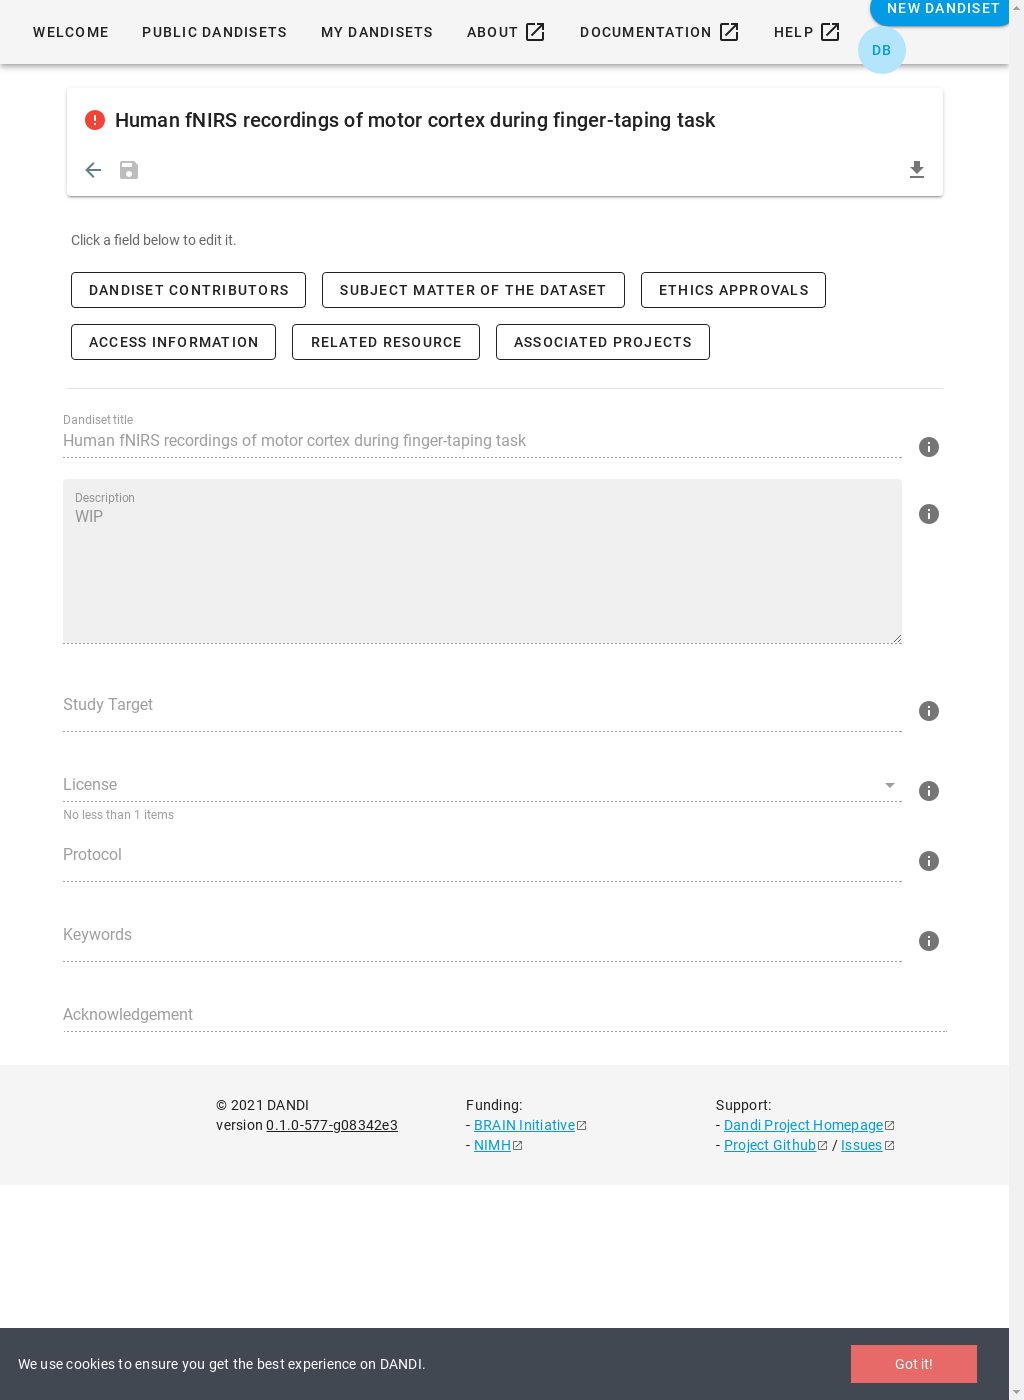 WELCOME PUBLIC DANDISETS MY DANDISETS ABOUT DOCUMENTATION HELP NEW DANDISET
DB
Human fNIRS recordings of motor cortex during finger-taping task
Click a field below to edit it.
DANDISET CONTRIBUTORS SUBJECT MATTER OF THE DATASET ETHICS APPROVALS
ACCESS INFORMATION RELATED RESOURCE ASSOCIATED PROJECTS
Dandiset title
Human fNIRS recordings of motor cortex during finger-taping task
Description
WIP
Study Target
License
No less than 1 items
Protocol
Keywords
Acknowledgement
© 2021 DANDI
version 0.1.0-577-g08342e3
Funding:
- BRAIN Initiative
- NIMH
Support:
- Dandi Project Homepage
- Project Github / Issues
We use cookies to ensure you get the best experience on DANDI.
Got it!